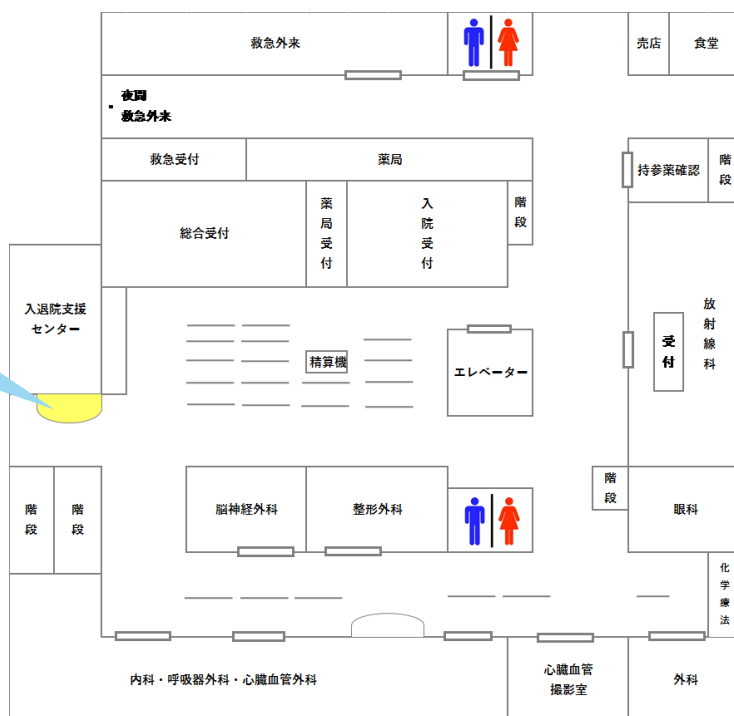 救急外来
売店
食堂
夜間
救急外来
救急受付
薬局
持参薬確認
階段
総合受付
薬局受付
入院受付
階段
入退院支援
センター
放射線科
受付
精算機
エレベーター
階段
階段
脳神経外科
整形外科
階段
眼科
化学療法
内科・呼吸器外科・心臓血管外科
心臓血管
撮影室
外科